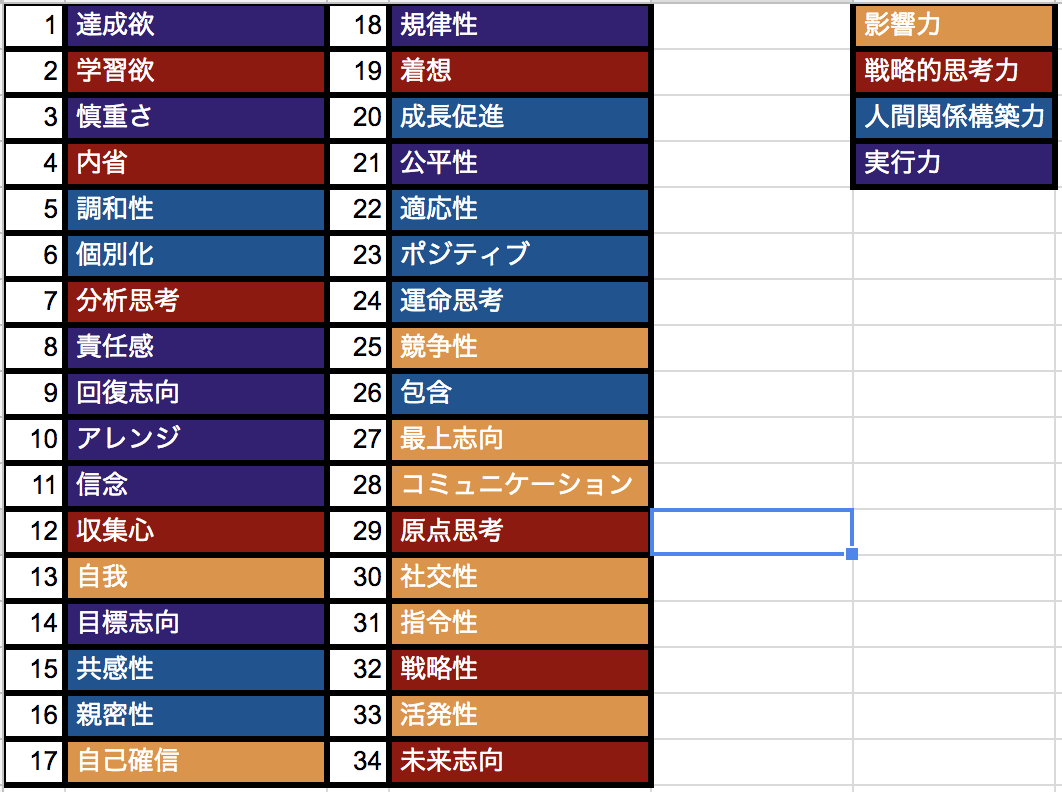 1 達成欲 18 規律性 影響力
2 学習欲 19 着想 戦略的思考力
3 慎重さ 20 成長促進 人間関係構築力
4 内省 21 公平性 実行力
5 調和性 22 適応性
6 個別化 23 ポジティブ
7 分析思考 24 運命思考
8 責任感 25 競争性
9 回復志向 26 包含
10 アレンジ 27 最上志向
11 信念 28 コミュニケーション
12 収集心 29 原点思考
13 自我 30 社交性
14 目標志向 31 指令性
15 共感性 32 戦略性
16 親密性 33 活発性
17 自己確信 34 未来志向